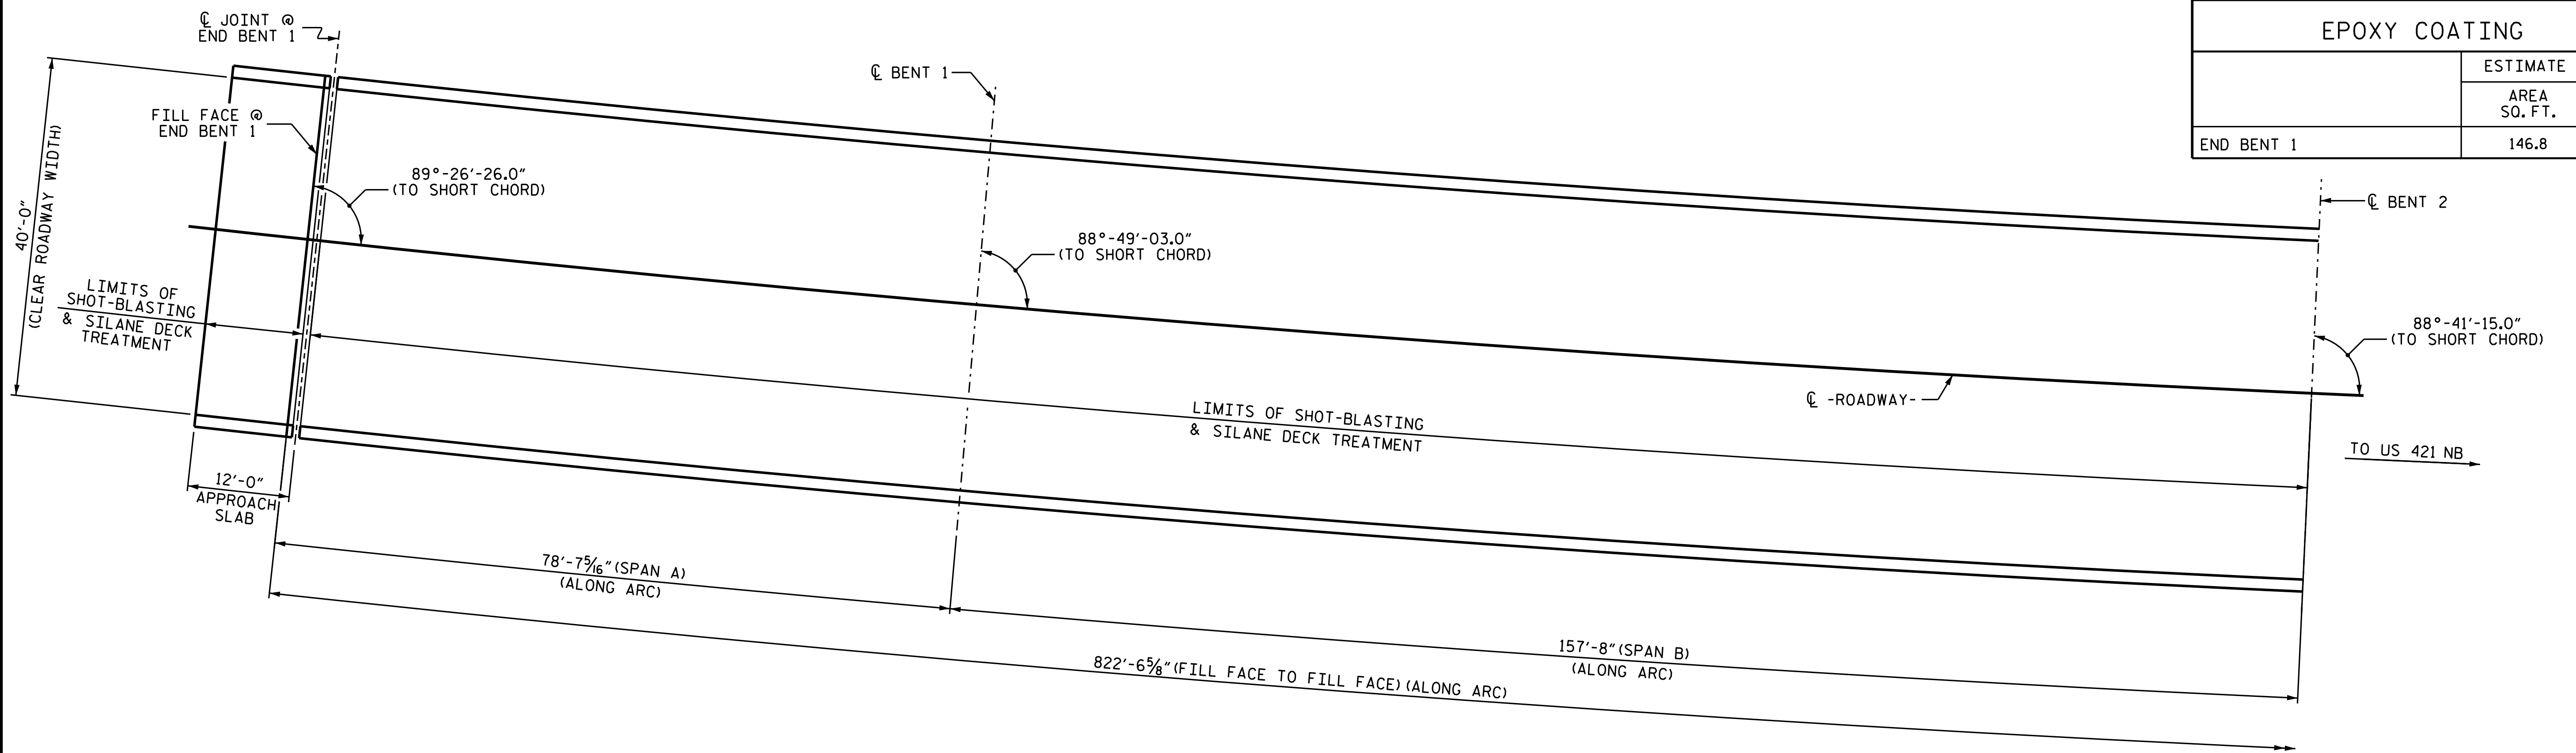 ℄ JOINT @
END BENT 1
FILL FACE @
END BENT 1
40'-0"
(CLEAR ROADWAY WIDTH)
89°-26'-26.0"
(TO SHORT CHORD)
LIMITS OF
SHOT-BLASTING
& SILANE DECK
TREATMENT
12'-0"
APPROACH
SLAB
℄ BENT 1
88°-49'-03.0"
(TO SHORT CHORD)
LIMITS OF SHOT-BLASTING
& SILANE DECK TREATMENT
℄ -ROADWAY-
78'-7 5/16" (SPAN A)
(ALONG ARC)
157'-8" (SPAN B)
(ALONG ARC)
822'-6 5/8" (FILL FACE TO FILL FACE) (ALONG ARC)
EPOXY COATING
ESTIMATE
AREA
SQ. FT.
END BENT 1 146.8
℄ BENT 2
88°-41'-15.0"
(TO SHORT CHORD)
TO US 421 NB